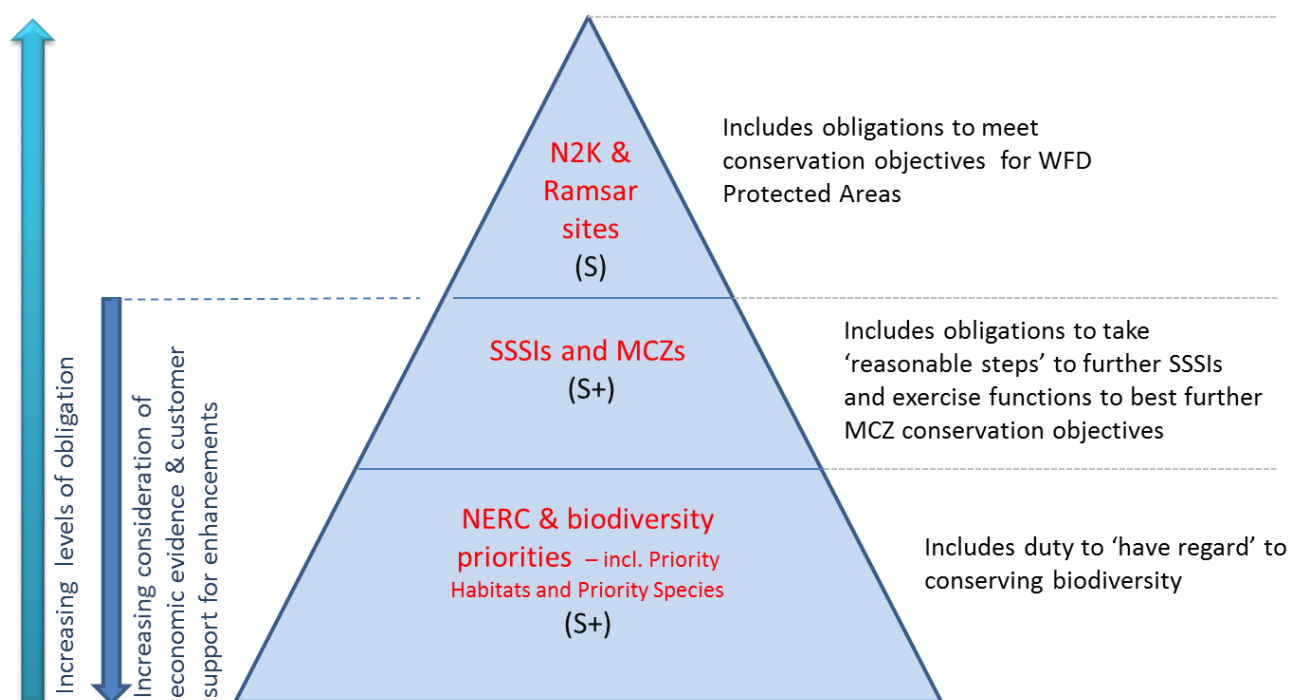 N2K &
Ramsar
sites
(S)
Includes obligations to meet
conservation objectives for WFD
Protected Areas
SSSIs and MCZs
(S+)
Includes obligations to take
‘reasonable steps’ to further SSSIs
and exercise functions to best further
MCZ conservation objectives
NERC & biodiversity
priorities – incl. Priority
Habitats and Priority Species
(S+)
Includes duty to ‘have regard’ to
conserving biodiversity
Increasing levels of obligation
Increasing consideration of
economic evidence & customer
support for enhancements